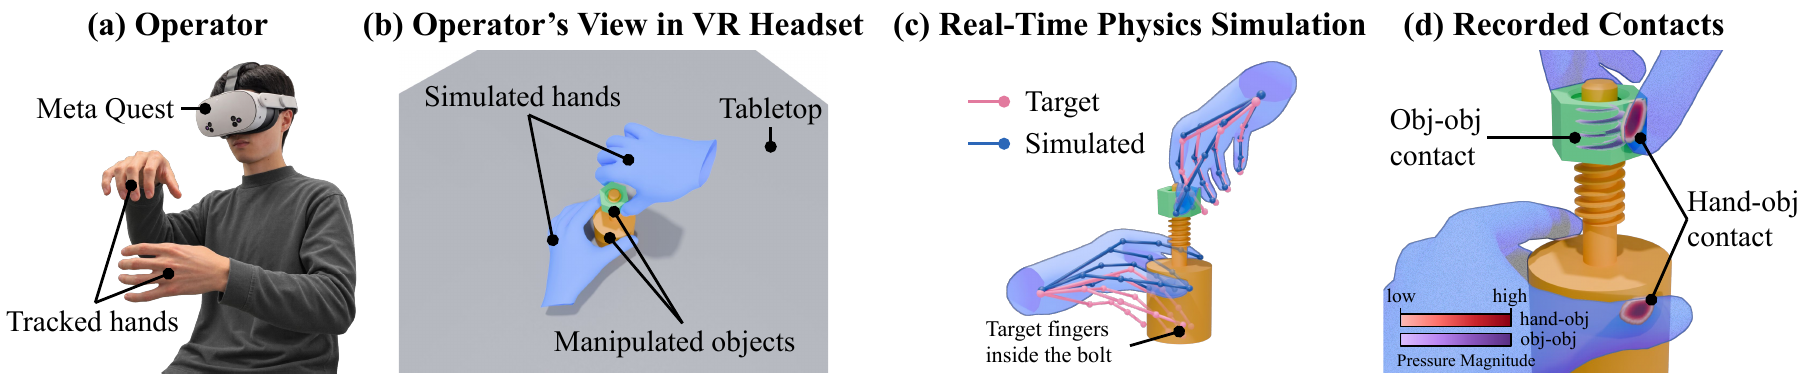 (a) Operator
Meta Quest
Tracked hands
(b) Operator’s View in VR Headset
Simulated hands
Tabletop
Manipulated objects
(c) Real-Time Physics Simulation
Target
Simulated
Target fingers
inside the bolt
(d) Recorded Contacts
Obj-obj
contact
Hand-obj
contact
low high
hand-obj
obj-obj
Pressure Magnitude